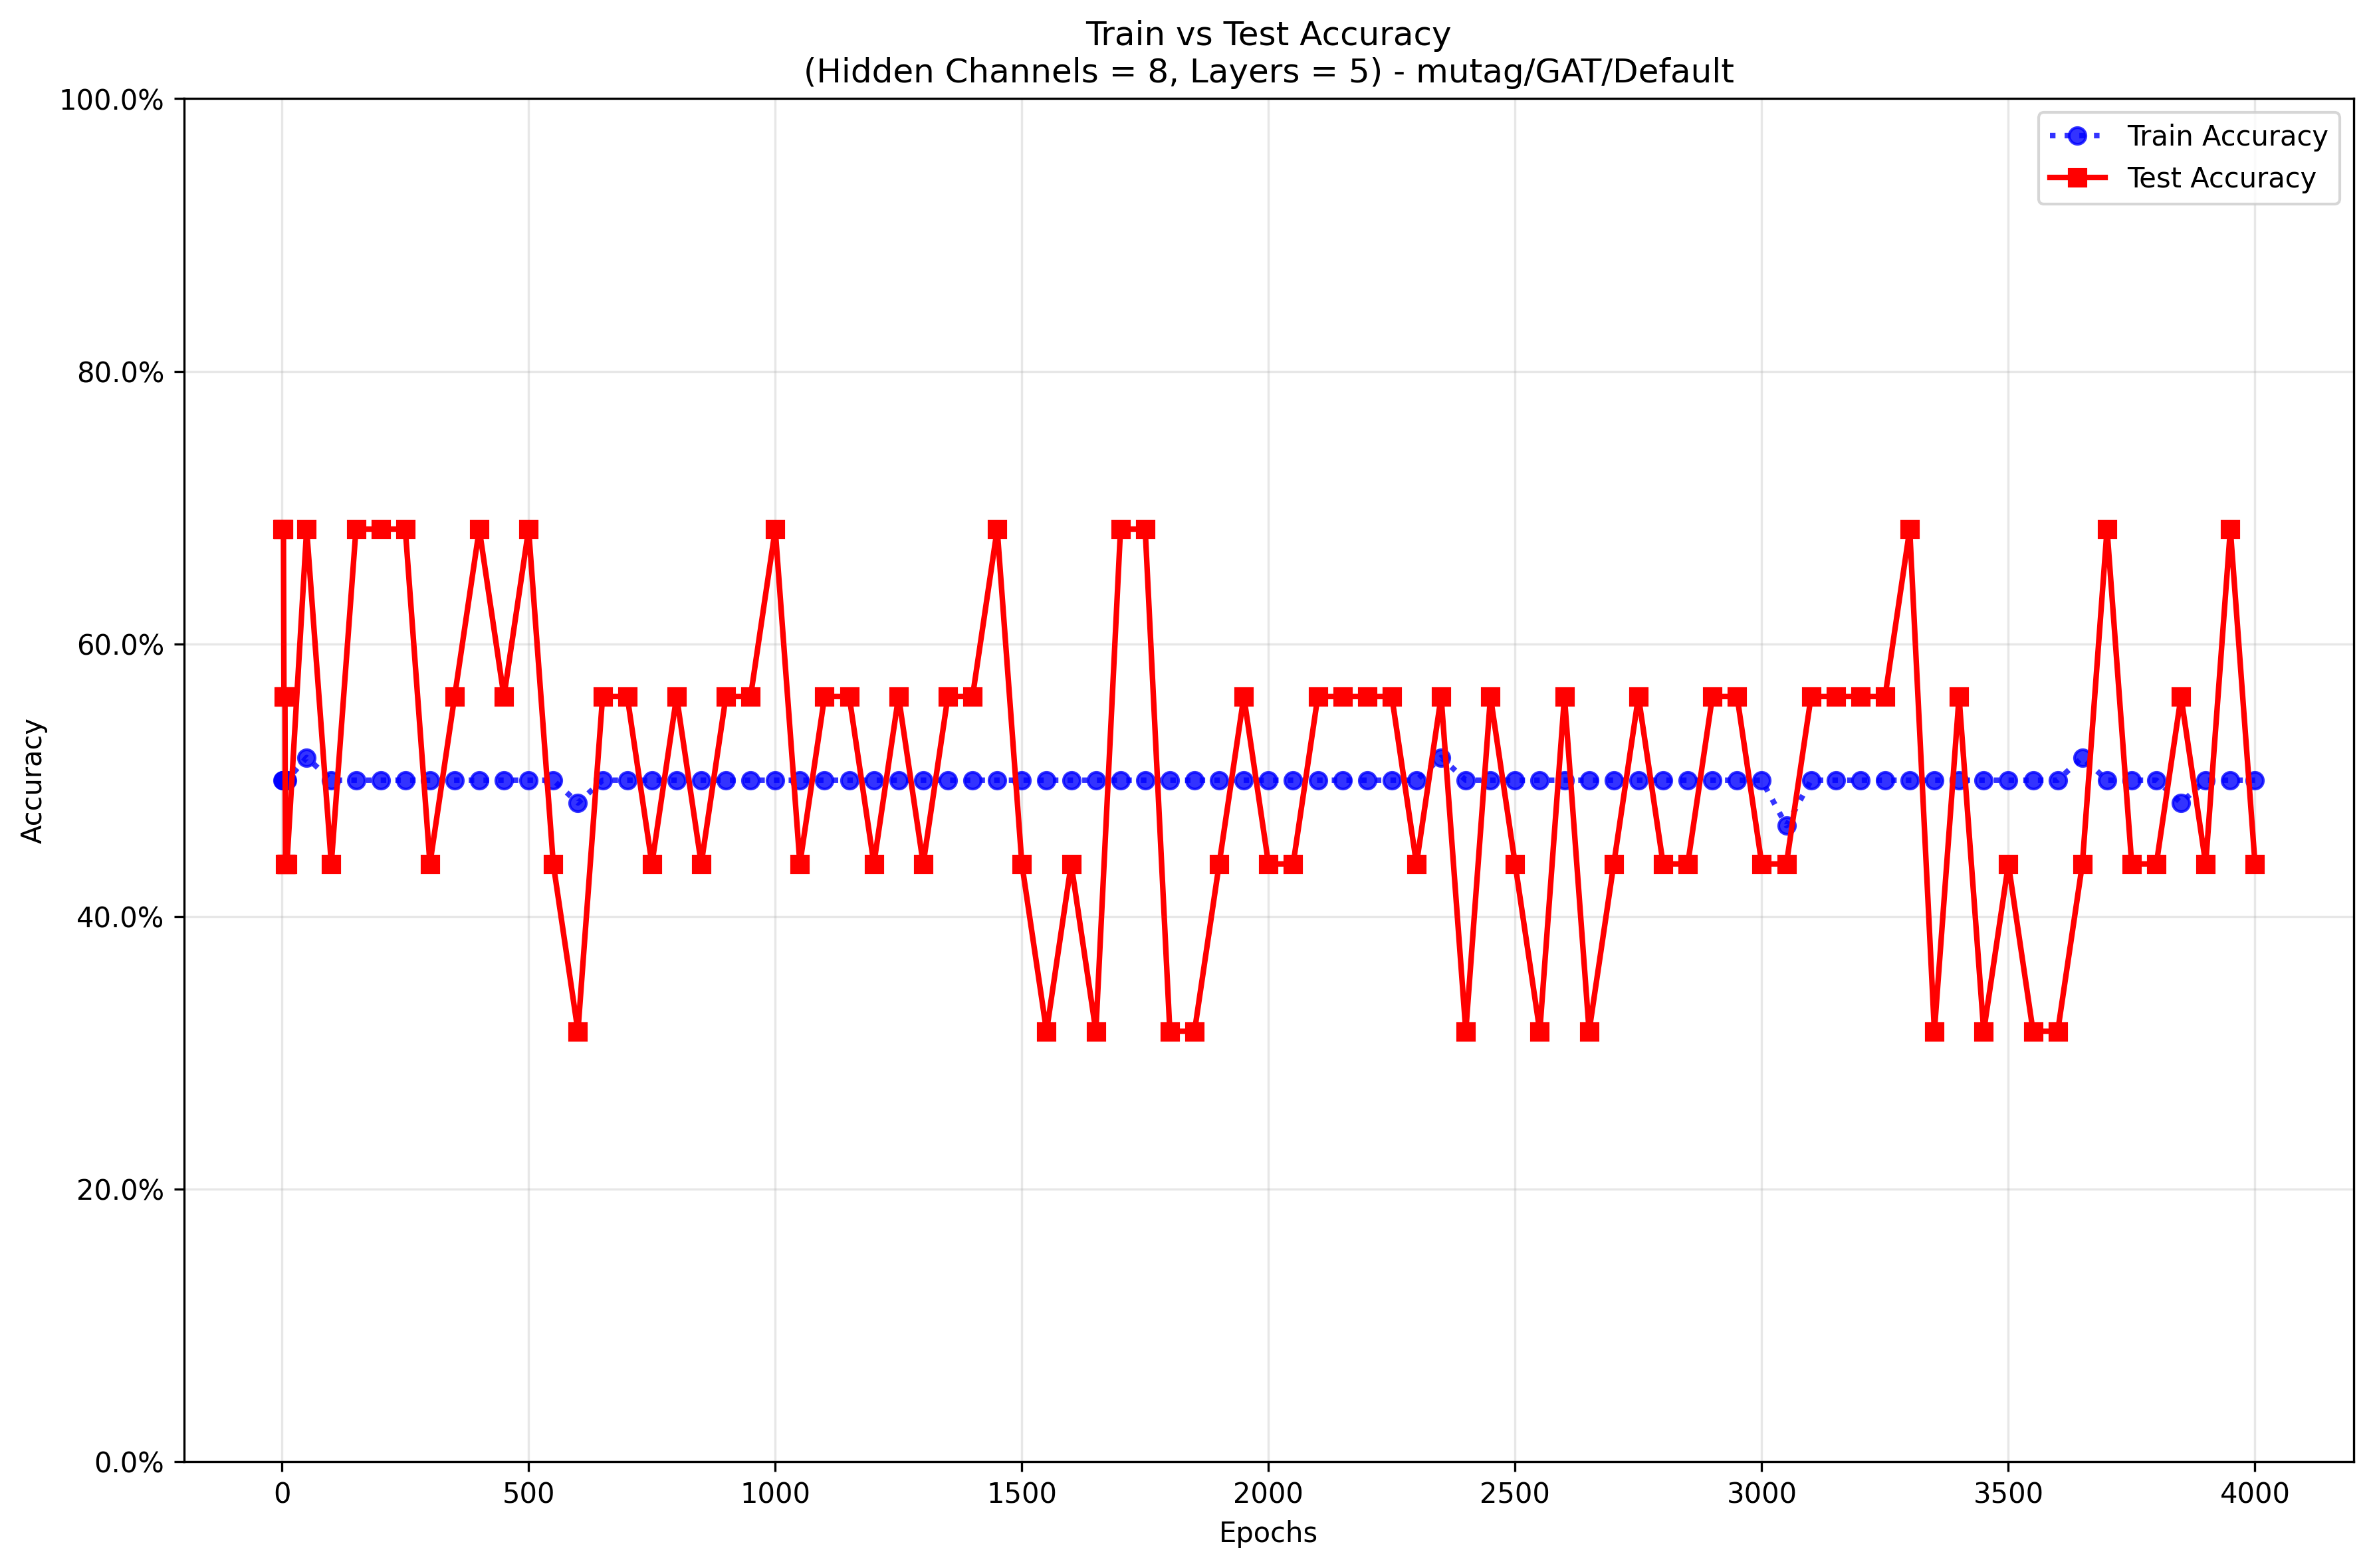 Train vs Test Accuracy
(Hidden Channels = 8, Layers = 5) - mutag/GAT/Default
100.0%
80.0%
60.0%
40.0%
20.0%
0.0%
Accuracy
Train Accuracy
Test Accuracy
0 500 1000 1500 2000 2500 3000 3500 4000
Epochs